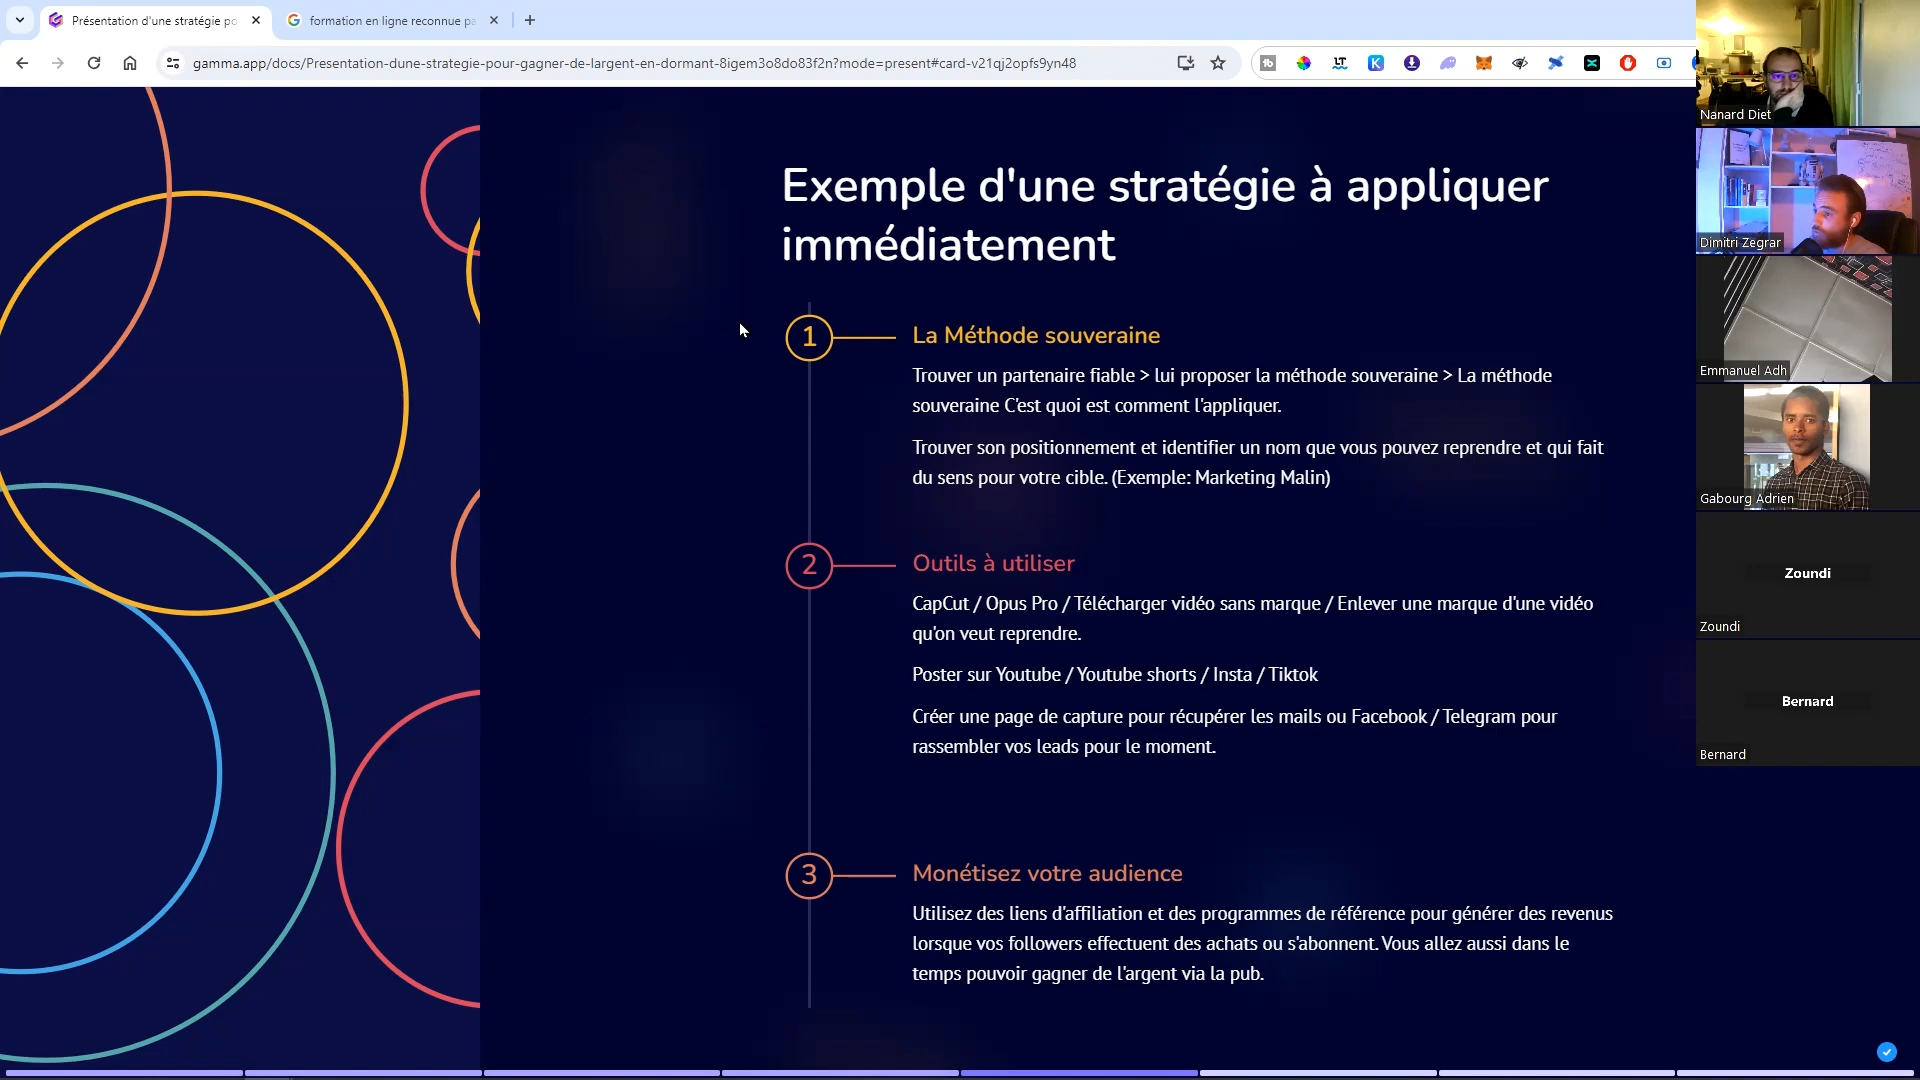 Présentation d'une stratégie po
formation en ligne reconnue pa
gamma.app/docs/Presentation-dune-strategie-pour-gagner-de-largent-en-dormant-8igem3o8do83f2n?mode=present#card-v21qj2opfs9yn48
Exemple d'une stratégie à appliquer
immédiatement
1
La Méthode souveraine
Trouver un partenaire fiable > lui proposer la méthode souveraine > La méthode
souveraine C'est quoi est comment l'appliquer.
Trouver son positionnement et identifier un nom que vous pouvez reprendre et qui fait
du sens pour votre cible. (Exemple: Marketing Malin)
2
Outils à utiliser
CapCut / Opus Pro / Télécharger vidéo sans marque / Enlever une marque d'une vidéo
qu'on veut reprendre.
Poster sur Youtube / Youtube shorts / Insta / Tiktok
Créer une page de capture pour récupérer les mails ou Facebook / Telegram pour
rassembler vos leads pour le moment.
3
Monétisez votre audience
Utilisez des liens d'affiliation et des programmes de référence pour générer des revenus
lorsque vos followers effectuent des achats ou s'abonnent. Vous allez aussi dans le
temps pouvoir gagner de l'argent via la pub.
Nanard Diet
Dimitri Zegrar
Emmanuel Adh
Gabourg Adrien
Zoundi
Zoundi
Bernard
Bernard